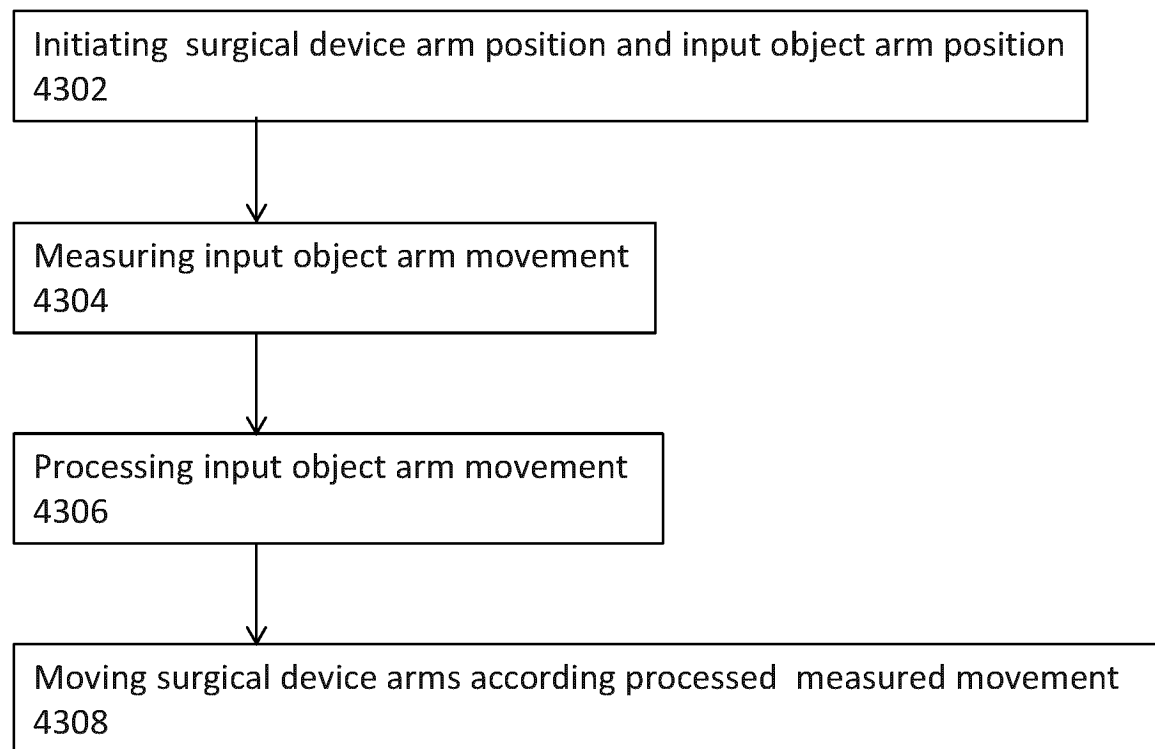 Initiating  surgical device arm position and input object arm position
4302
Measuring input object arm movement
4304
Processing input object arm movement
4306
Moving surgical device arms according processed  measured movement
4308